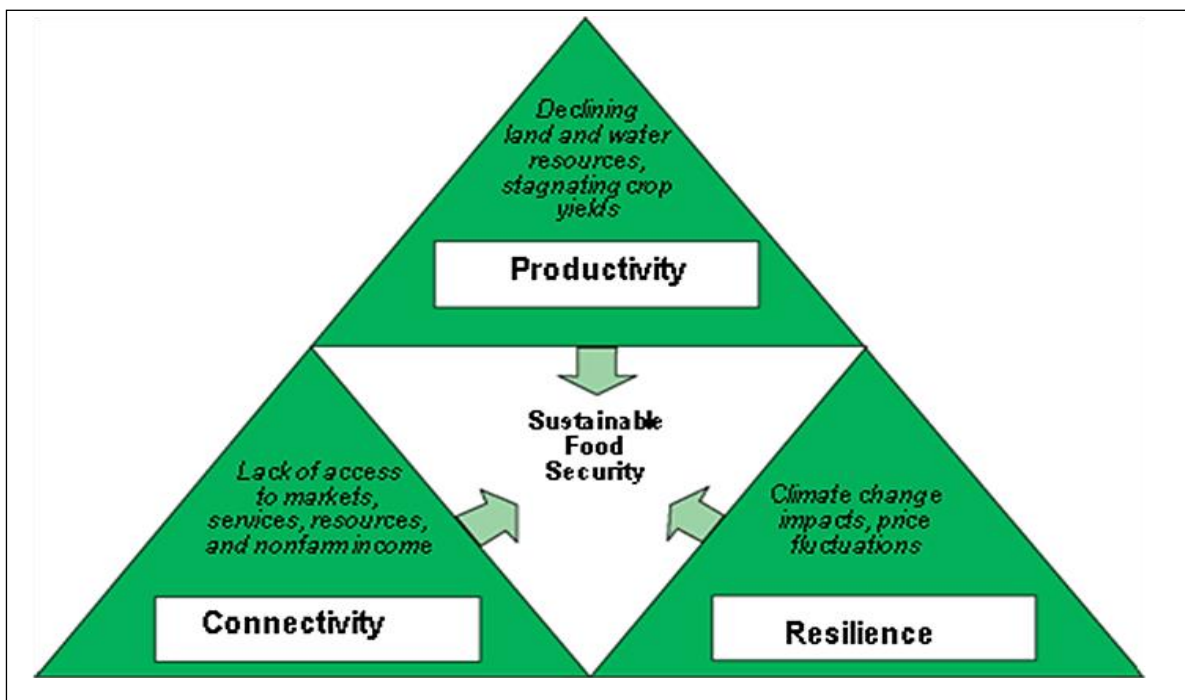 Declining
land and water
resources,
stagnating crop
yields
Productivity
Sustainable
Food
Security
Lack of access
to markets,
services, resources,
and nonfarm income
Connectivity
Climate change
impacts, price
fluctuations
Resilience